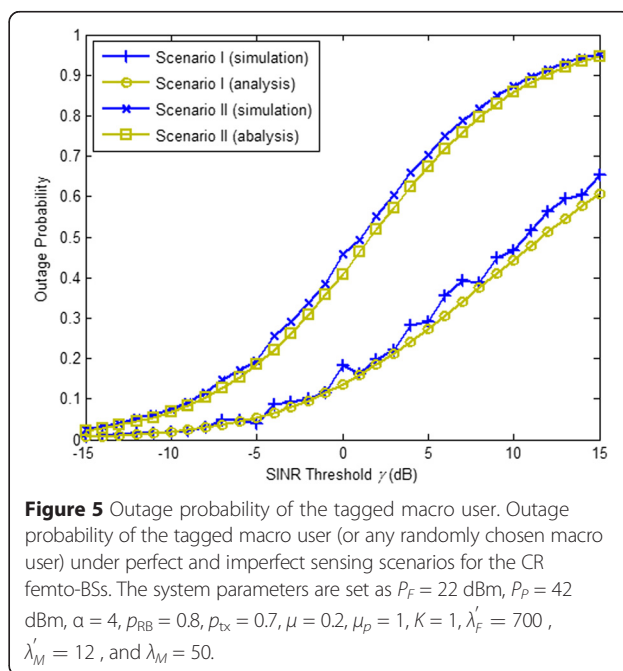 1
0.9
0.8
0.7
0.6
0.5
0.4
0.3
0.2
0.1
0
Outage Probability
Scenario I (simulation)
Scenario I (analysis)
Scenario II (simulation)
Scenario II (abalysis)
-15 -10 -5 0 5 10 15
SINR Threshold γ (dB)
Figure 5 Outage probability of the tagged macro user. Outage
probability of the tagged macro user (or any randomly chosen macro
user) under perfect and imperfect sensing scenarios for the CR
femto-BSs. The system parameters are set as P_F = 22 dBm, P_P = 42
dBm, α = 4, p_RB = 0.8, p_tx = 0.7, μ = 0.2, μ_p = 1, K = 1, λ′_F = 700 ,
λ′_M = 12 , and λ_M = 50.